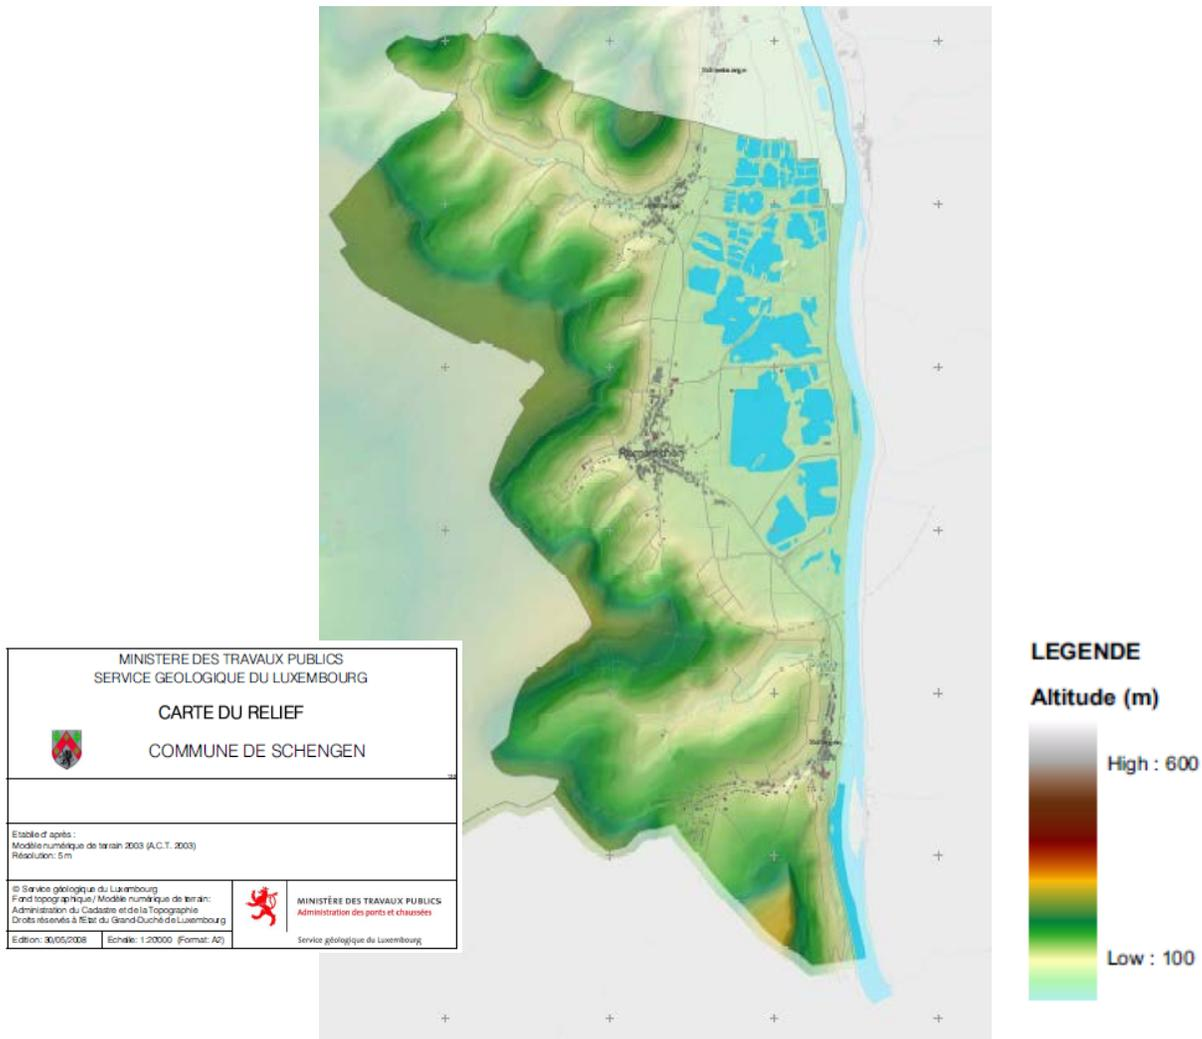 MINISTERE DES TRAVAUX PUBLICS
SERVICE GEOLOGIQUE DU LUXEMBOURG
CARTE DU RELIEF
COMMUNE DE SCHENGEN
Etablie d'après :
Modèle numérique de terrain 2003 (A.C.T. 2003)
Résolution: 5 m
© Service géologique du Luxembourg
Fond topographique / Modèle numérique de terrain:
Administration du Cadastre et de la Topographie
Droits réservés à l'Etat du Grand-Duché de Luxembourg
Edition: 30/05/2008
Echelle: 1:20000 (Format: A2)
MINISTÈRE DES TRAVAUX PUBLICS
Administration des ponts et chaussées
Service géologique du Luxembourg
LEGENDE
Altitude (m)
High : 600
Low : 100